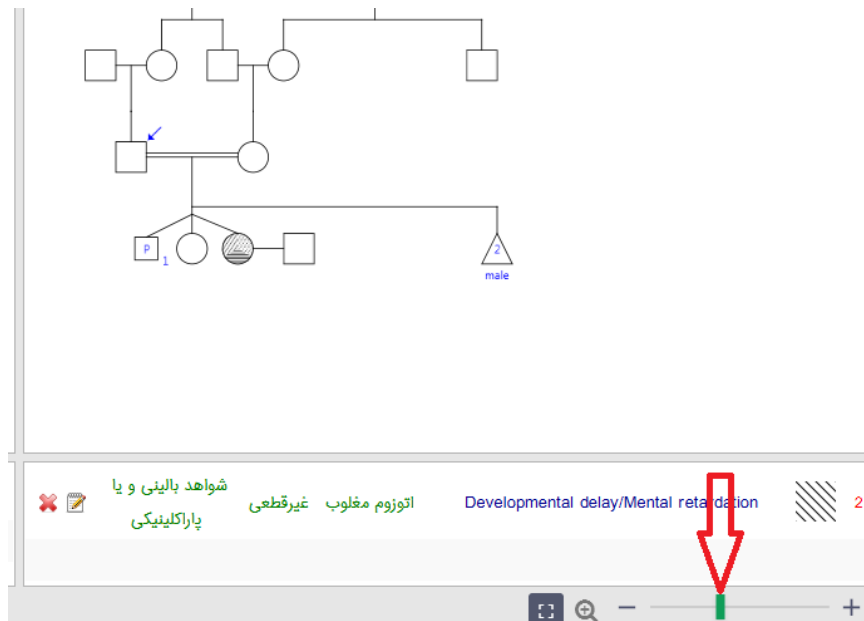 P
1
2
male
شواهد بالینی و یا
پاراکلینیکی
غیرقطعی
اتوزوم مغلوب
Developmental delay/Mental retardation
2